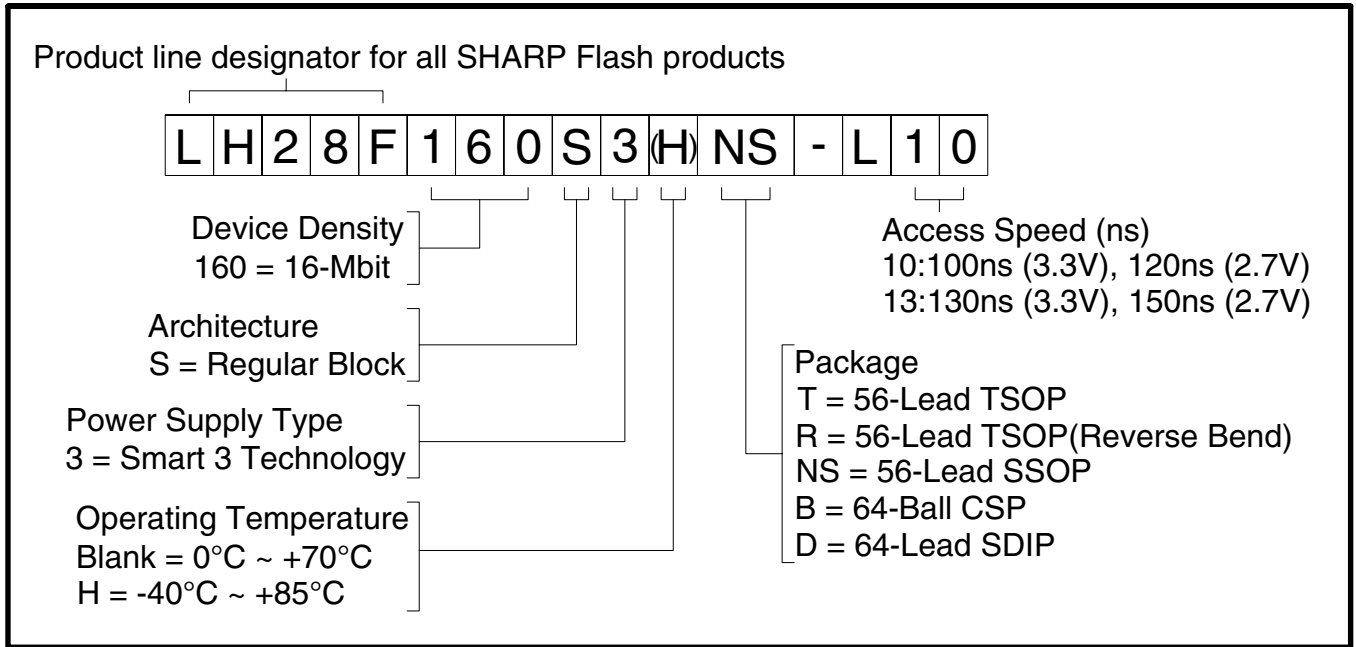 Product line designator for all SHARP Flash products
L H 2 8 F 1 6 0 S 3 (H) NS - L 1 0
Device Density
160 = 16-Mbit
Architecture
S = Regular Block
Power Supply Type
3 = Smart 3 Technology
Operating Temperature
Blank = 0°C ~ +70°C
H = -40°C ~ +85°C
Access Speed (ns)
10:100ns (3.3V), 120ns (2.7V)
13:130ns (3.3V), 150ns (2.7V)
Package
T = 56-Lead TSOP
R = 56-Lead TSOP(Reverse Bend)
NS = 56-Lead SSOP
B = 64-Ball CSP
D = 64-Lead SDIP